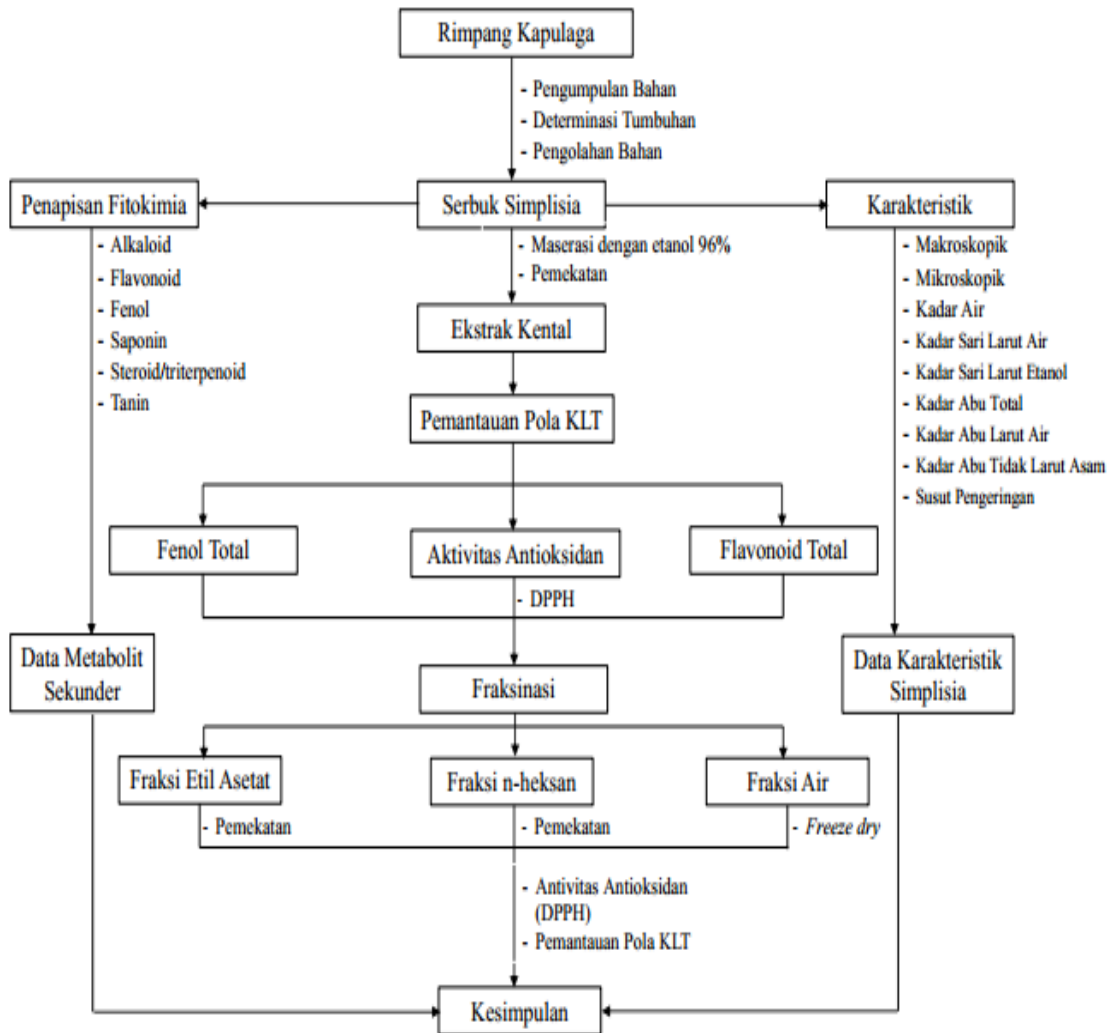 Rimpang Kapulaga
- Pengumpulan Bahan
- Determinasi Tumbuhan
- Pengolahan Bahan
Penapisan Fitokimia
Serbuk Simplisia
Karakteristik
- Alkaloid
- Flavonoid
- Fenol
- Saponin
- Steroid/triterpenoid
- Tanin
- Maserasi dengan etanol 96%
- Pemekatan
- Makroskopik
- Mikroskopik
- Kadar Air
- Kadar Sari Larut Air
- Kadar Sari Larut Etanol
- Kadar Abu Total
- Kadar Abu Larut Air
- Kadar Abu Tidak Larut Asam
- Susut Pengeringan
Ekstrak Kental
Pemantauan Pola KLT
Fenol Total
Aktivitas Antioksidan
Flavonoid Total
- DPPH
Data Metabolit
Sekunder
Data Karakteristik
Simplisia
Fraksinasi
Fraksi Etil Asetat
Fraksi n-heksan
Fraksi Air
- Pemekatan
- Pemekatan
- Freeze dry
- Antivitas Antioksidan
(DPPH)
- Pemantauan Pola KLT
Kesimpulan